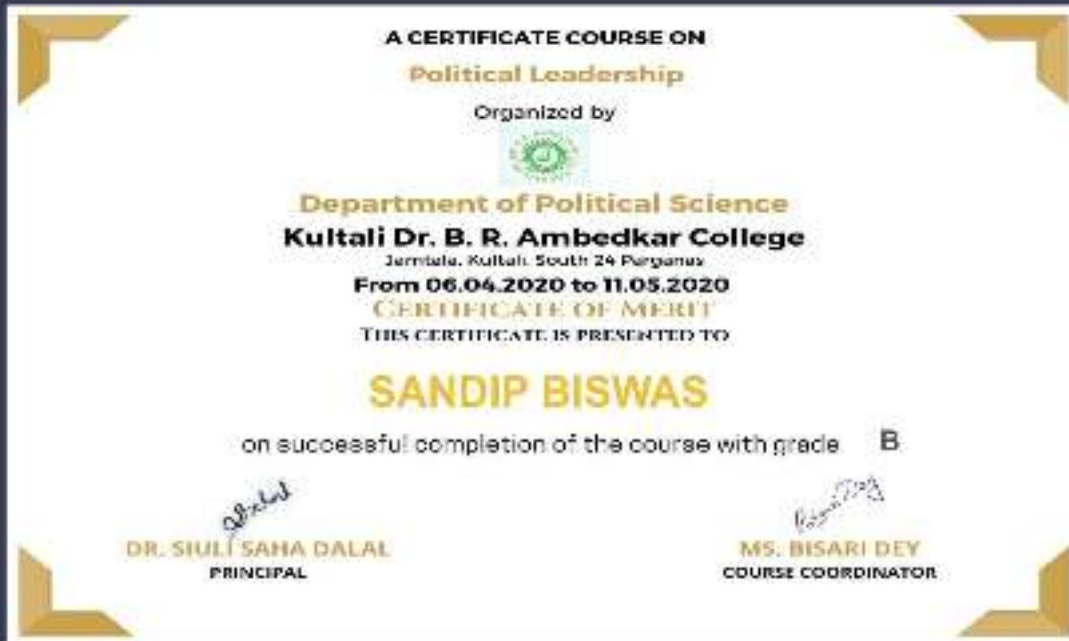 A CERTIFICATE COURSE ON
Political Leadership
Organized by
Department of Political Science
Kultali Dr. B. R. Ambedkar College
Jamtala, Kultali, South 24 Parganas
From 06.04.2020 to 11.05.2020
CERTIFICATE OF MERIT
THIS CERTIFICATE IS PRESENTED TO
SANDIP BISWAS
on successful completion of the course with grade B
DR. SIULI SAHA DALAL
PRINCIPAL
MS. BISARI DEY
COURSE COORDINATOR